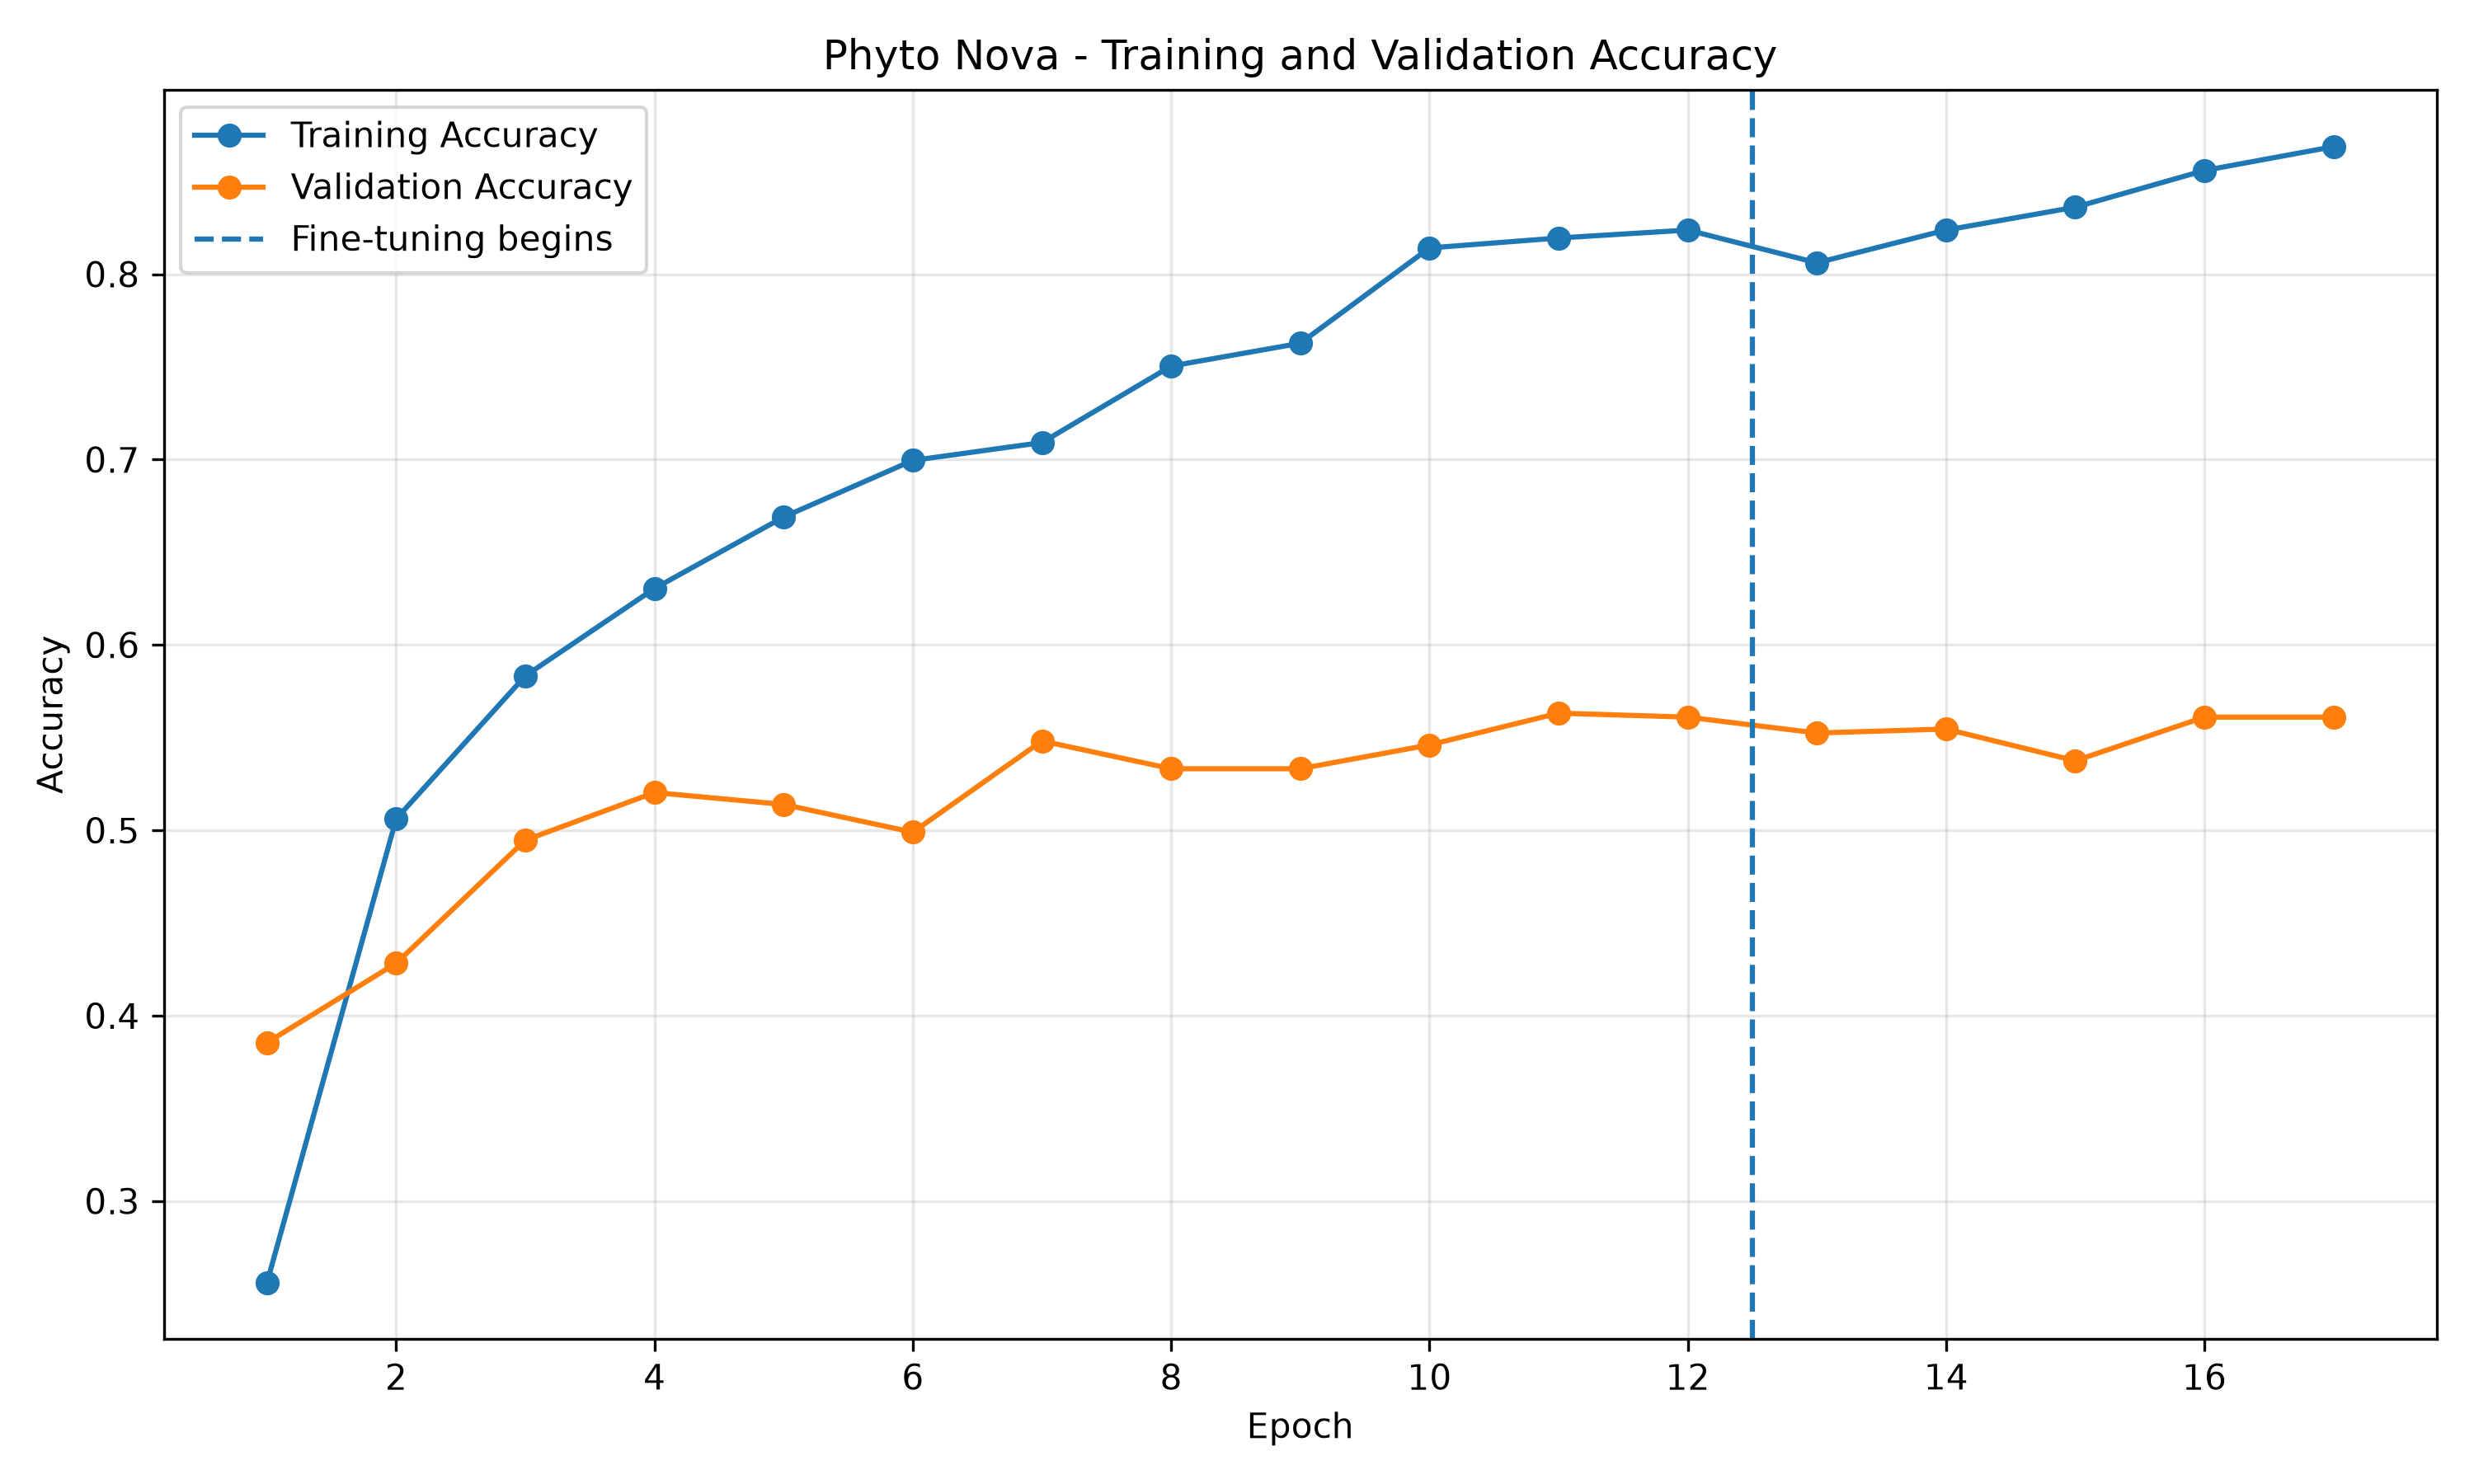 Phyto Nova - Training and Validation Accuracy
Training Accuracy
Validation Accuracy
Fine-tuning begins
Accuracy
0.8
0.7
0.6
0.5
0.4
0.3
2 4 6 8 10 12 14 16
Epoch